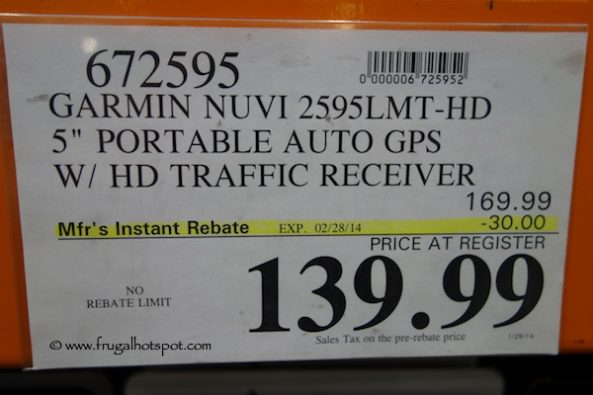 672595
0 000006 725952
GARMIN NUVI 2595LMT-HD
5" PORTABLE AUTO GPS
W/ HD TRAFFIC RECEIVER
169.99
Mfr's Instant Rebate EXP. 02/28/14 -30.00
PRICE AT REGISTER
139.99
NO
REBATE LIMIT
Sales Tax on the pre-rebate price
1/28/14
© www.frugalhotspot.com